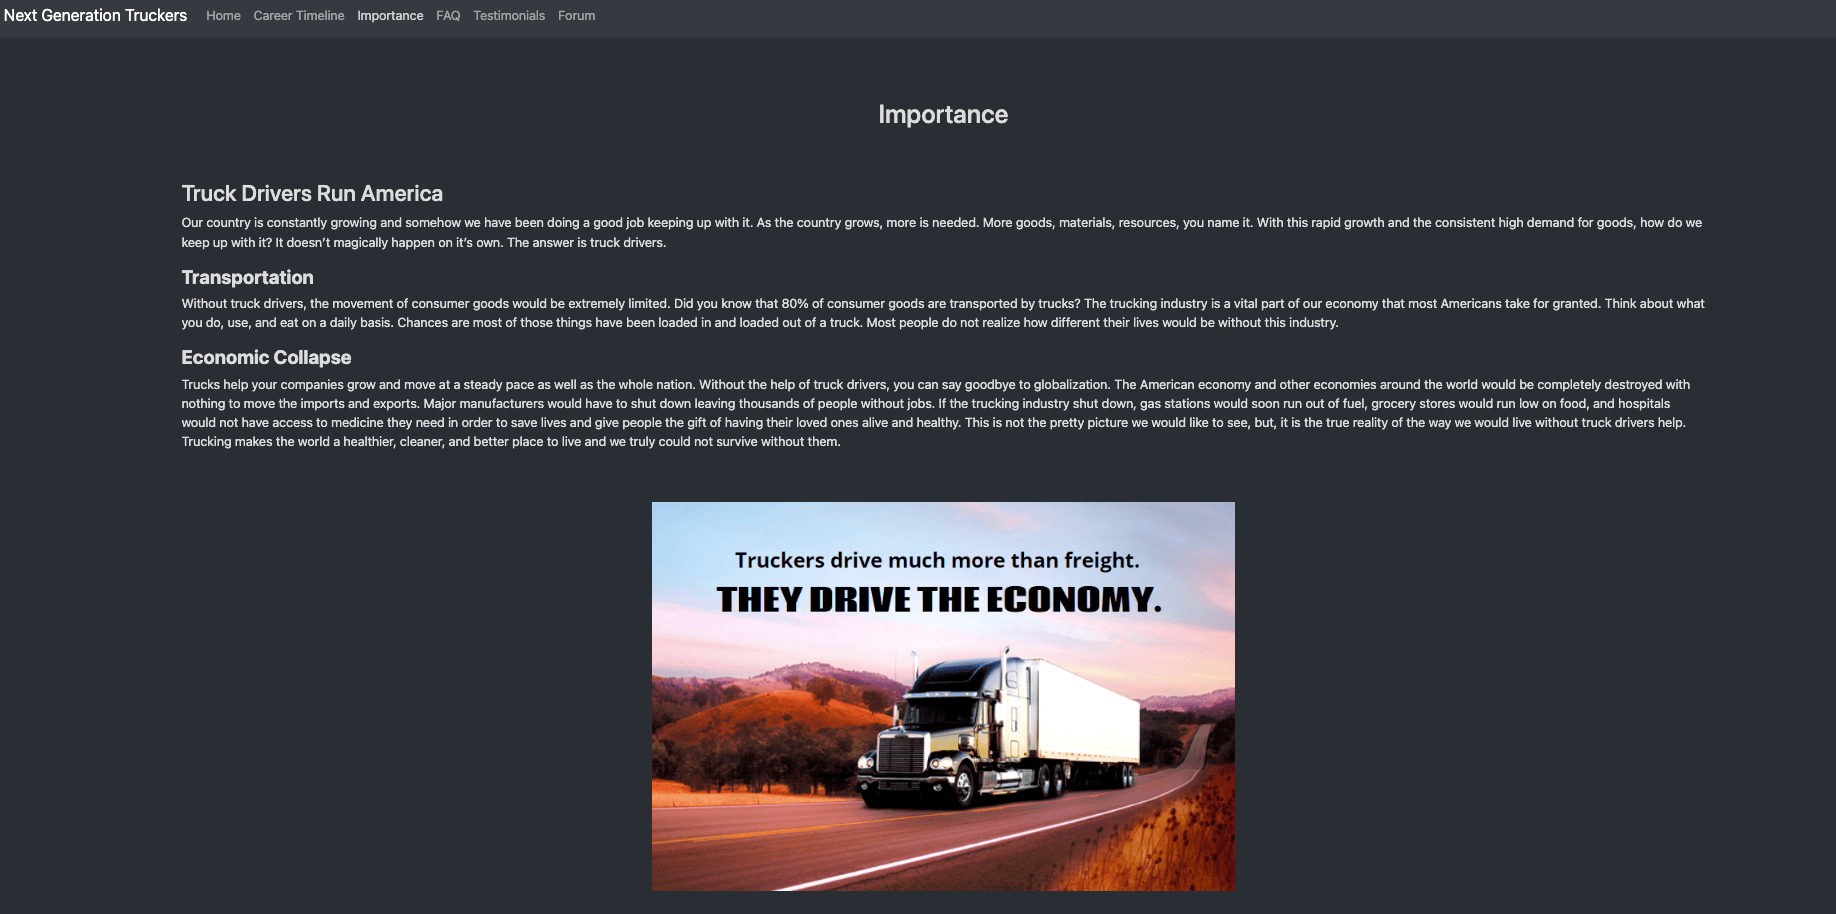 Next Generation Truckers Home Career Timeline Importance FAQ Testimonials Forum
Importance
Truck Drivers Run America
Our country is constantly growing and somehow we have been doing a good job keeping up with it. As the country grows, more is needed. More goods, materials, resources, you name it. With this rapid growth and the consistent high demand for goods, how do we
keep up with it? It doesn’t magically happen on it’s own. The answer is truck drivers.
Transportation
Without truck drivers, the movement of consumer goods would be extremely limited. Did you know that 80% of consumer goods are transported by trucks? The trucking industry is a vital part of our economy that most Americans take for granted. Think about what
you do, use, and eat on a daily basis. Chances are most of those things have been loaded in and loaded out of a truck. Most people do not realize how different their lives would be without this industry.
Economic Collapse
Trucks help your companies grow and move at a steady pace as well as the whole nation. Without the help of truck drivers, you can say goodbye to globalization. The American economy and other economies around the world would be completely destroyed with
nothing to move the imports and exports. Major manufacturers would have to shut down leaving thousands of people without jobs. If the trucking industry shut down, gas stations would soon run out of fuel, grocery stores would run low on food, and hospitals
would not have access to medicine they need in order to save lives and give people the gift of having their loved ones alive and healthy. This is not the pretty picture we would like to see, but, it is the true reality of the way we would live without truck drivers help.
Trucking makes the world a healthier, cleaner, and better place to live and we truly could not survive without them.
Truckers drive much more than freight.
THEY DRIVE THE ECONOMY.